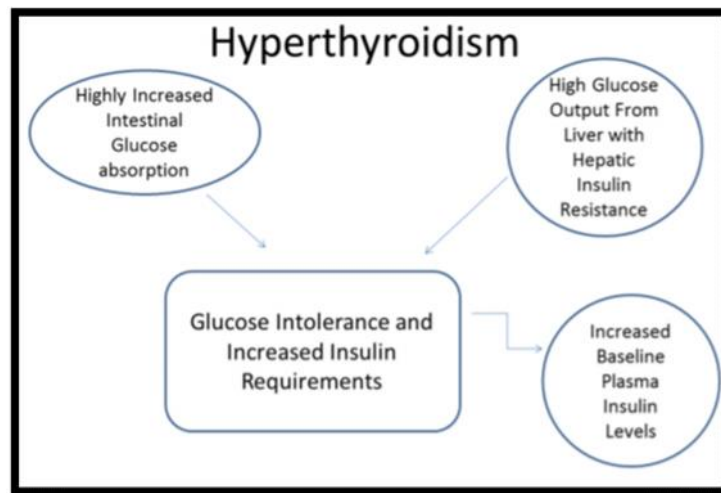 Hyperthyroidism
Highly Increased
Intestinal
Glucose
absorption
High Glucose
Output From
Liver with
Hepatic
Insulin
Resistance
Glucose Intolerance and
Increased Insulin
Requirements
Increased
Baseline
Plasma
Insulin
Levels